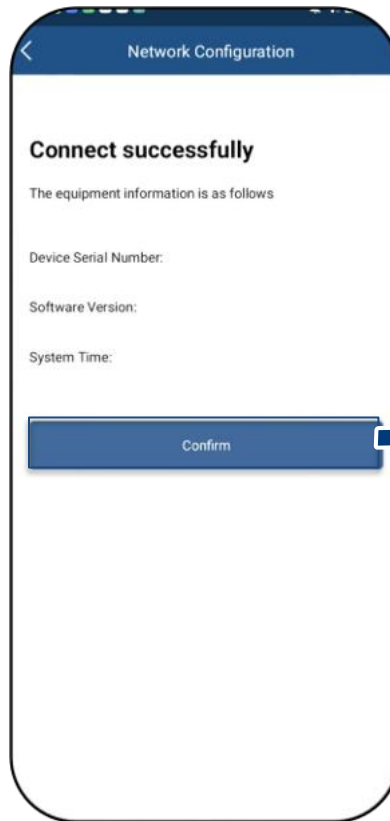 Network Configuration
Connect successfully
The equipment information is as follows
Device Serial Number:
Software Version:
System Time:
Confirm